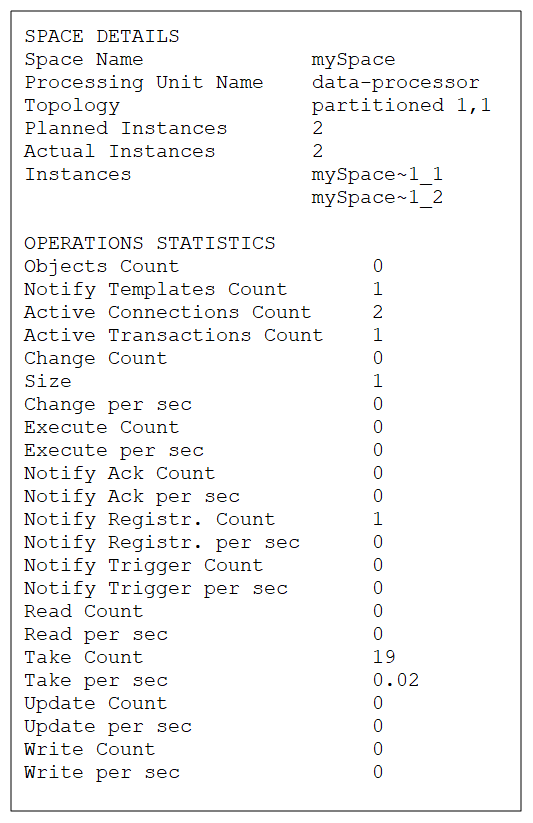 SPACE DETAILS
Space Name mySpace
Processing Unit Name data-processor
Topology partitioned 1,1
Planned Instances 2
Actual Instances 2
Instances mySpace~1_1
mySpace~1_2
OPERATIONS STATISTICS
Objects Count 0
Notify Templates Count 1
Active Connections Count 2
Active Transactions Count 1
Change Count 0
Size 1
Change per sec 0
Execute Count 0
Execute per sec 0
Notify Ack Count 0
Notify Ack per sec 0
Notify Registr. Count 1
Notify Registr. per sec 0
Notify Trigger Count 0
Notify Trigger per sec 0
Read Count 0
Read per sec 0
Take Count 19
Take per sec 0.02
Update Count 0
Update per sec 0
Write Count 0
Write per sec 0